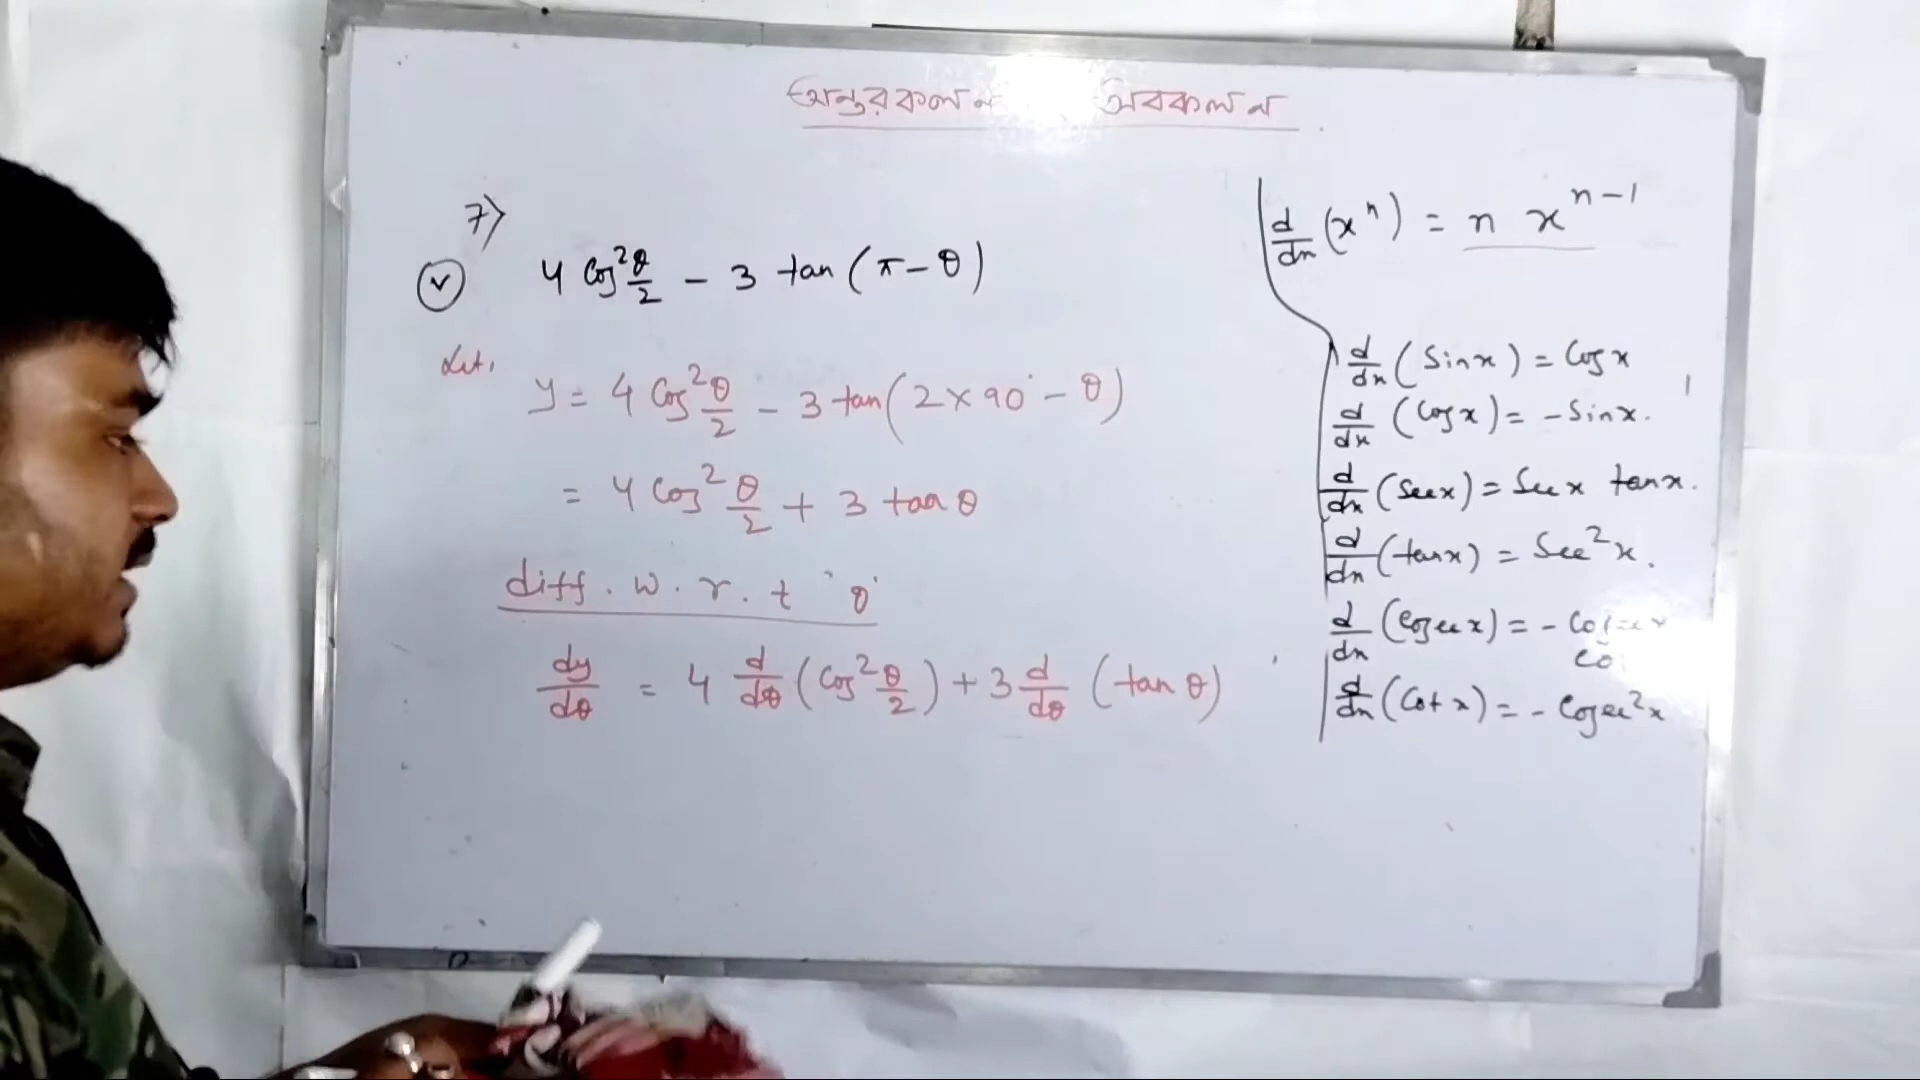 অন্তরকলন অবকলন
7)
(v) 4 cos²θ/2 - 3 tan (π - θ)
Let,
y = 4 cos²θ/2 - 3 tan(2×90° - θ)
= 4 cos²θ/2 + 3 tan θ
diff. w.r.t 'θ'
dy/dθ = 4 d/dθ (cos²θ/2) + 3 d/dθ (tan θ)
d/dx (xⁿ) = n xⁿ⁻¹
d/dx (sinx) = cosx
d/dx (cosx) = -sinx.
d/dx (secx) = secx tanx.
d/dx (tanx) = sec²x.
d/dx (cosecx) = -
d/dx (cotx) = -cosec²x